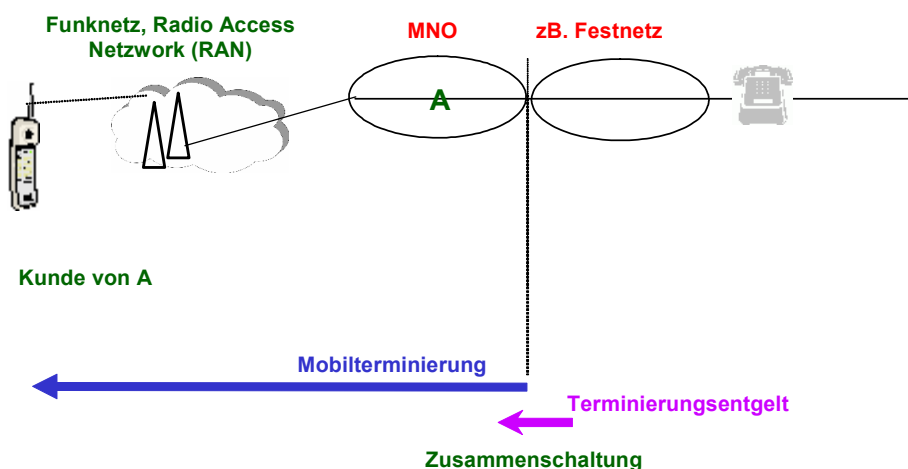 Funknetz, Radio Access
Netzwork (RAN)
MNO
zB. Festnetz
A
Kunde von A
Mobilterminierung
Terminierungsentgelt
Zusammenschaltung